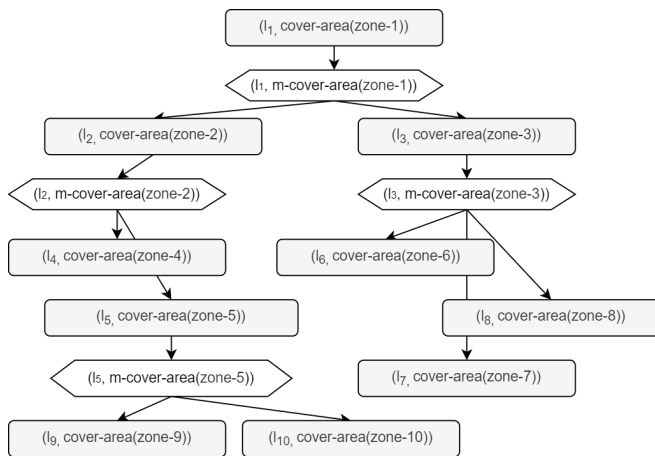 (l₁, cover-area(zone-1))
(l₁, m-cover-area(zone-1))
(l₂, cover-area(zone-2))
(l₃, cover-area(zone-3))
(l₂, m-cover-area(zone-2))
(l₃, m-cover-area(zone-3))
(l₄, cover-area(zone-4))
(l₆, cover-area(zone-6))
(l₅, cover-area(zone-5))
(l₈, cover-area(zone-8))
(l₅, m-cover-area(zone-5))
(l₇, cover-area(zone-7))
(l₉, cover-area(zone-9))
(l₁₀, cover-area(zone-10))